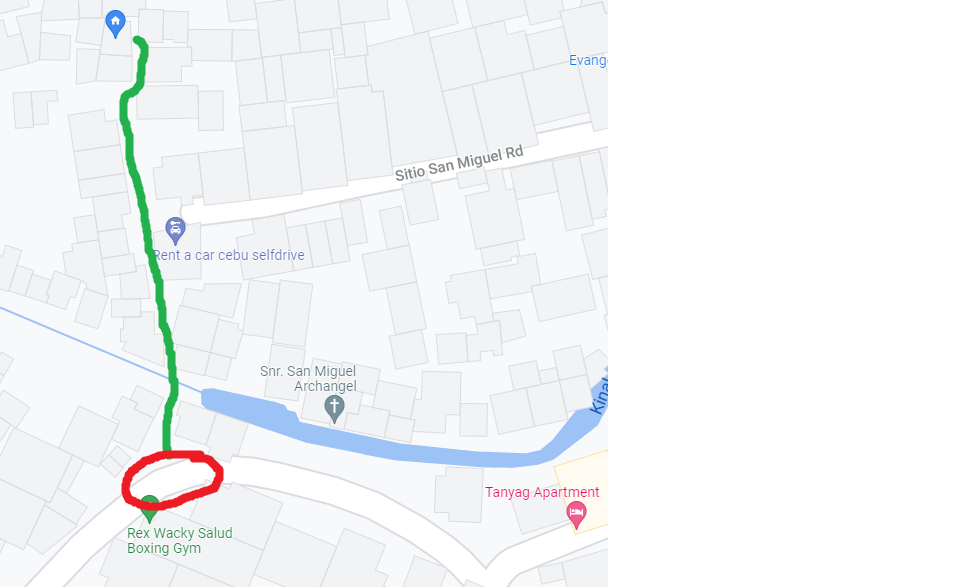 Evang
Sitio San Miguel Rd
Rent a car cebu selfdrive
Snr. San Miguel
Archangel
Kinal
Tanyag Apartment
Rex Wacky Salud
Boxing Gym